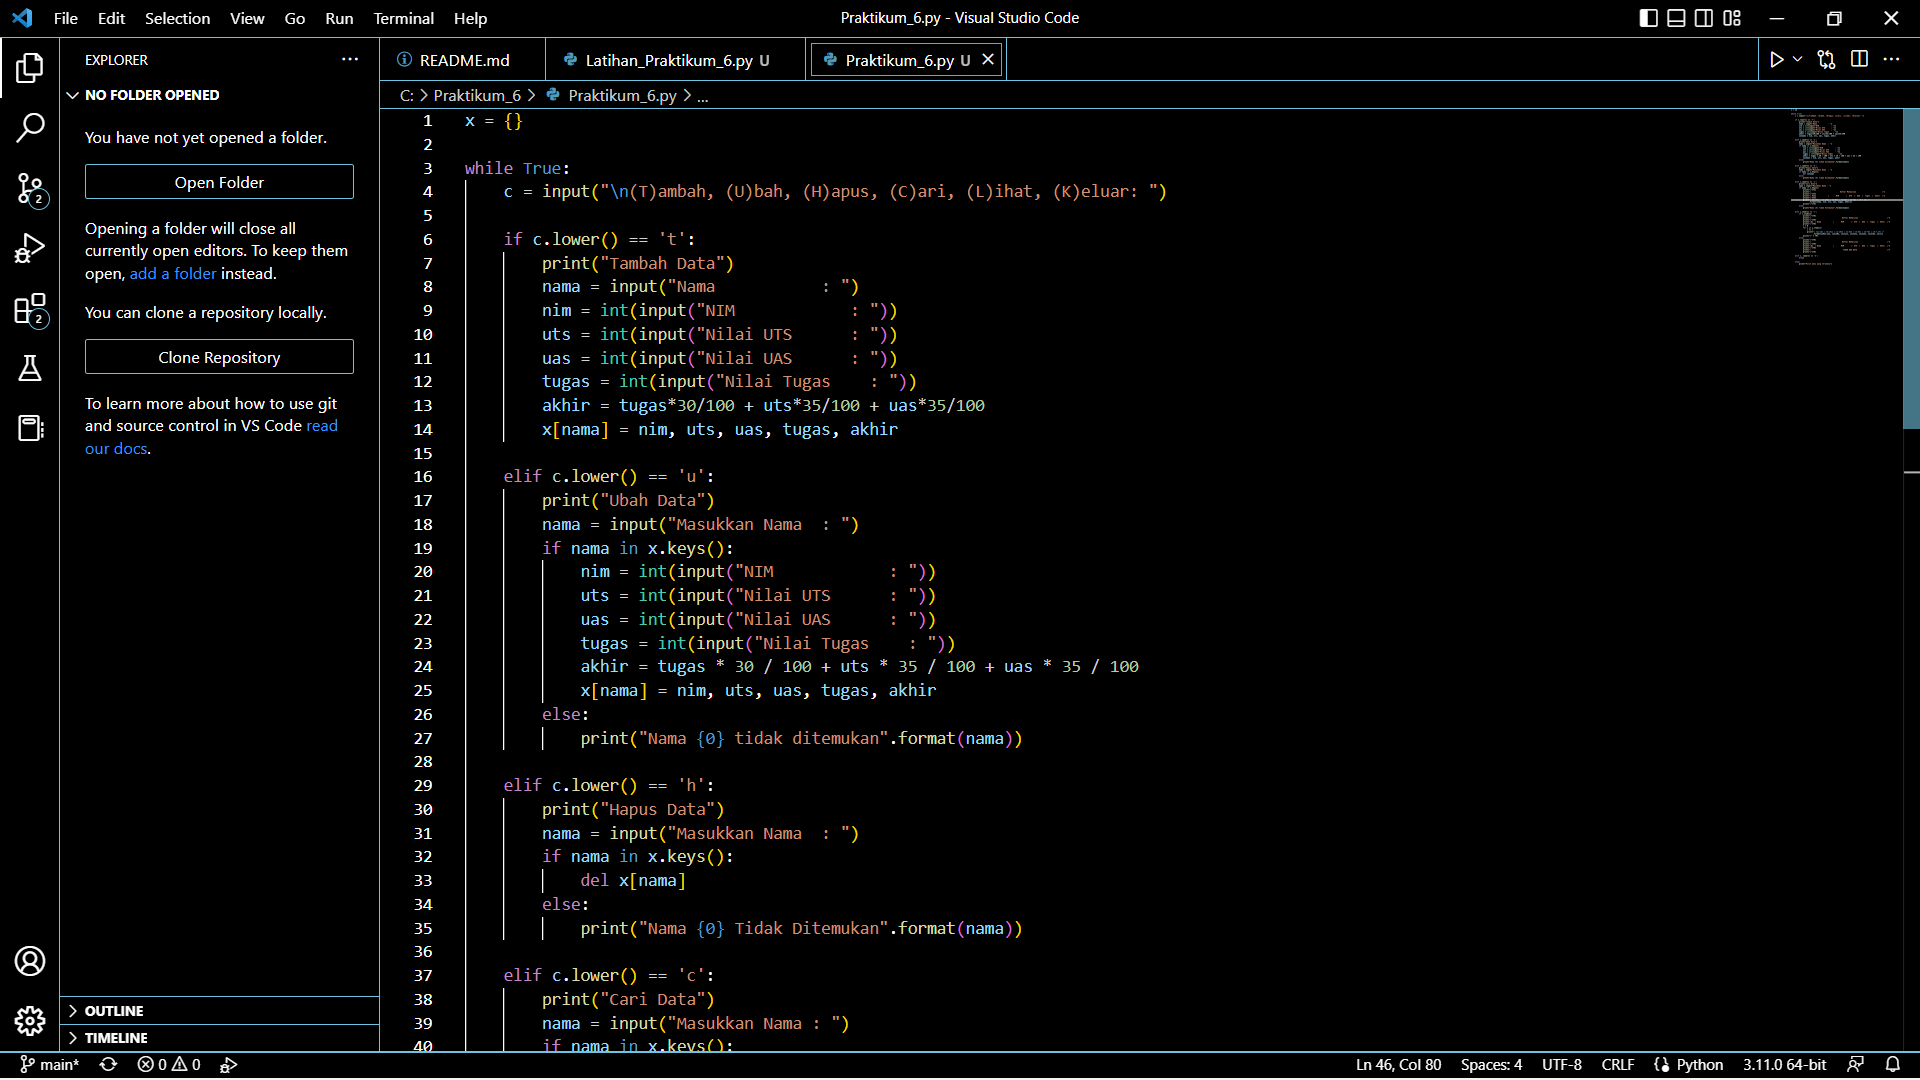 File Edit Selection View Go Run Terminal Help
Praktikum_6.py - Visual Studio Code
EXPLORER
NO FOLDER OPENED
You have not yet opened a folder.
Open Folder
Opening a folder will close all
currently open editors. To keep them
open, add a folder instead.
You can clone a repository locally.
Clone Repository
To learn more about how to use git
and source control in VS Code read
our docs.
2
2
OUTLINE
TIMELINE
README.md
Latihan_Praktikum_6.py U
Praktikum_6.py U
C: > Praktikum_6 > Praktikum_6.py > ...
1 x = {}
2
3 while True:
4     c = input("\n(T)ambah, (U)bah, (H)apus, (C)ari, (L)ihat, (K)eluar: ")
5
6     if c.lower() == 't':
7         print("Tambah Data")
8         nama = input("Nama           : ")
9         nim = int(input("NIM            : "))
10         uts = int(input("Nilai UTS      : "))
11         uas = int(input("Nilai UAS      : "))
12         tugas = int(input("Nilai Tugas    : "))
13         akhir = tugas*30/100 + uts*35/100 + uas*35/100
14         x[nama] = nim, uts, uas, tugas, akhir
15
16     elif c.lower() == 'u':
17         print("Ubah Data")
18         nama = input("Masukkan Nama  : ")
19         if nama in x.keys():
20             nim = int(input("NIM            : "))
21             uts = int(input("Nilai UTS      : "))
22             uas = int(input("Nilai UAS      : "))
23             tugas = int(input("Nilai Tugas    : "))
24             akhir = tugas * 30 / 100 + uts * 35 / 100 + uas * 35 / 100
25             x[nama] = nim, uts, uas, tugas, akhir
26         else:
27             print("Nama {0} tidak ditemukan".format(nama))
28
29     elif c.lower() == 'h':
30         print("Hapus Data")
31         nama = input("Masukkan Nama  : ")
32         if nama in x.keys():
33             del x[nama]
34         else:
35             print("Nama {0} Tidak Ditemukan".format(nama))
36
37     elif c.lower() == 'c':
38         print("Cari Data")
39         nama = input("Masukkan Nama : ")
40         if nama in x.keys():
main* 0 0
Ln 46, Col 80 Spaces: 4 UTF-8 CRLF Python 3.11.0 64-bit